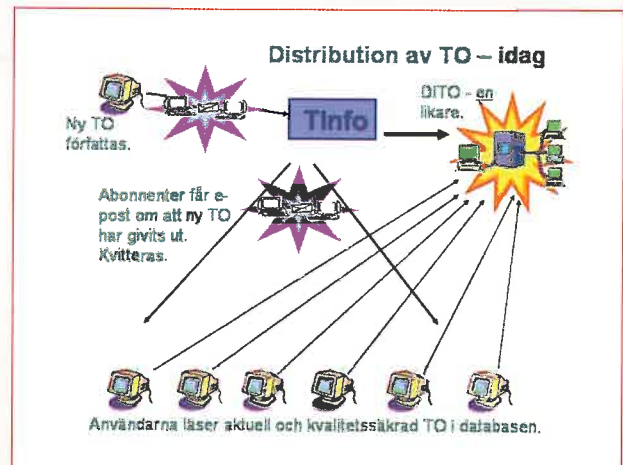 Distribution av TO – idag
Ny TO
författas.
TInfo
DITO - en
likare.
Abonnenter får e-
post om att ny TO
har givits ut.
Kvitteras.
Användarna läser aktuell och kvalitetssäkrad TO i databasen.